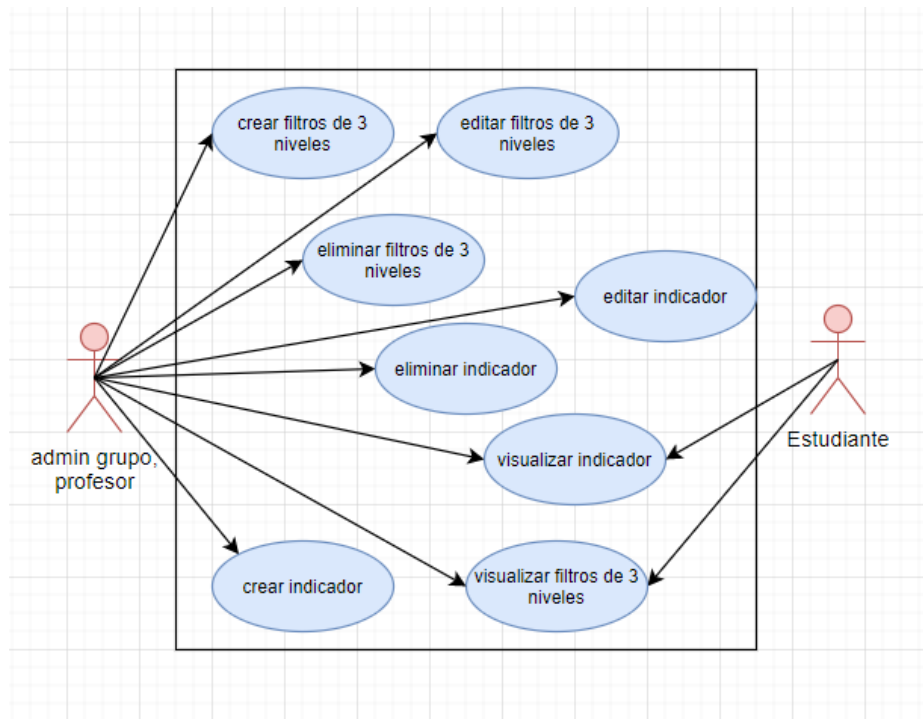 crear filtros de 3
niveles
editar filtros de 3
niveles
eliminar filtros de 3
niveles
editar indicador
eliminar indicador
admin grupo,
profesor
Estudiante
visualizar indicador
crear indicador
visualizar filtros de 3
niveles